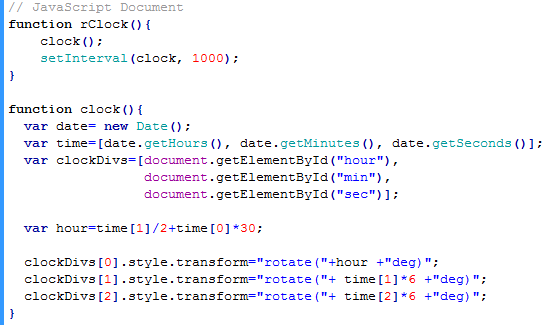 // JavaScript Document
function rClock(){
    clock();
    setInterval(clock, 1000);
}

function clock(){
  var date= new Date();
  var time=[date.getHours(), date.getMinutes(), date.getSeconds()];
  var clockDivs=[document.getElementById("hour"),
                 document.getElementById("min"),
                 document.getElementById("sec")];

  var hour=time[1]/2+time[0]*30;

  clockDivs[0].style.transform="rotate("+hour +"deg)";
  clockDivs[1].style.transform="rotate("+ time[1]*6 +"deg)";
  clockDivs[2].style.transform="rotate("+ time[2]*6 +"deg)";
}